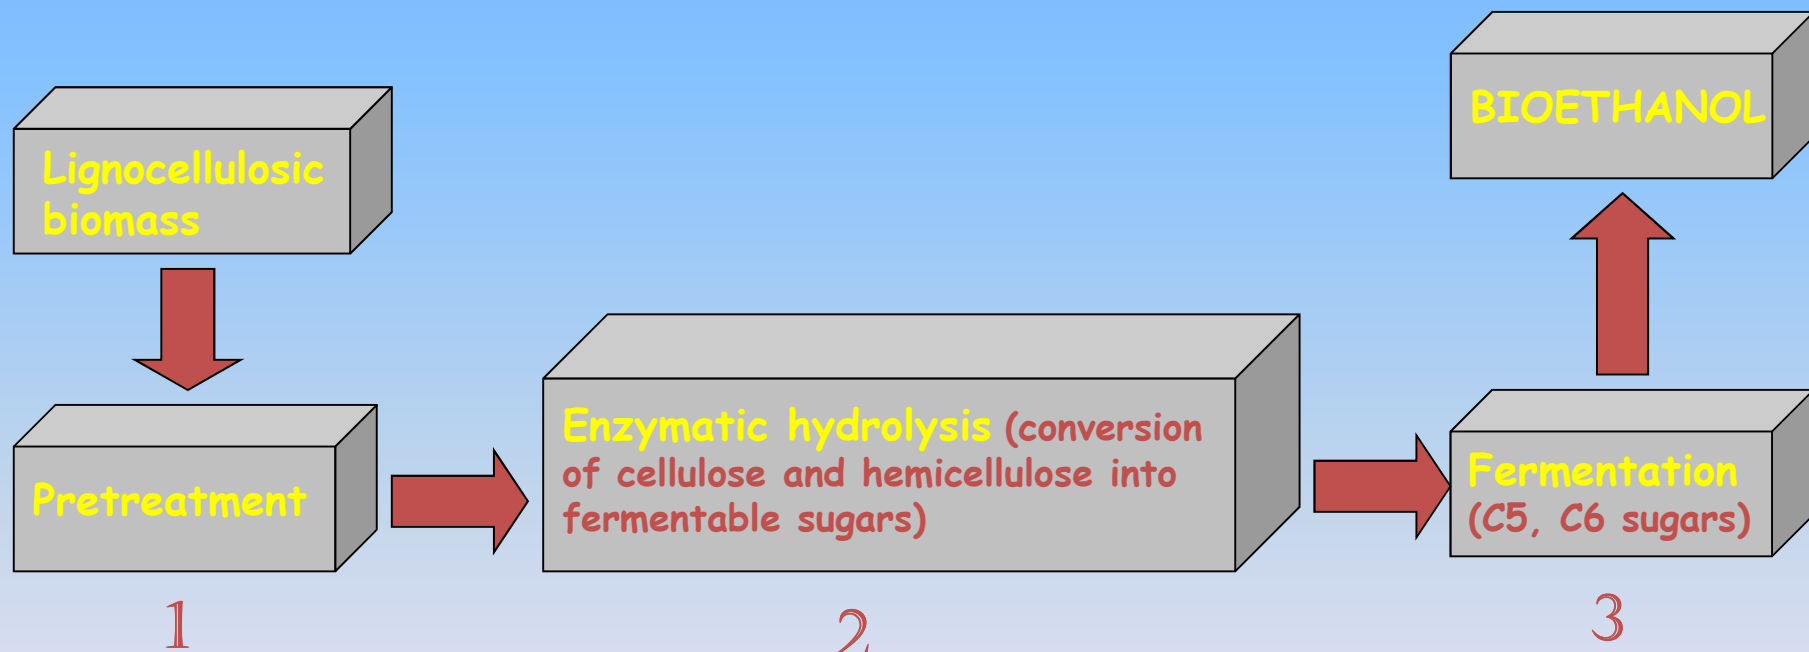 Lignocellulosic
biomass
Pretreatment
1
Enzymatic hydrolysis (conversion
of cellulose and hemicellulose into
fermentable sugars)
2
Fermentation
(C5, C6 sugars)
3
BIOETHANOL